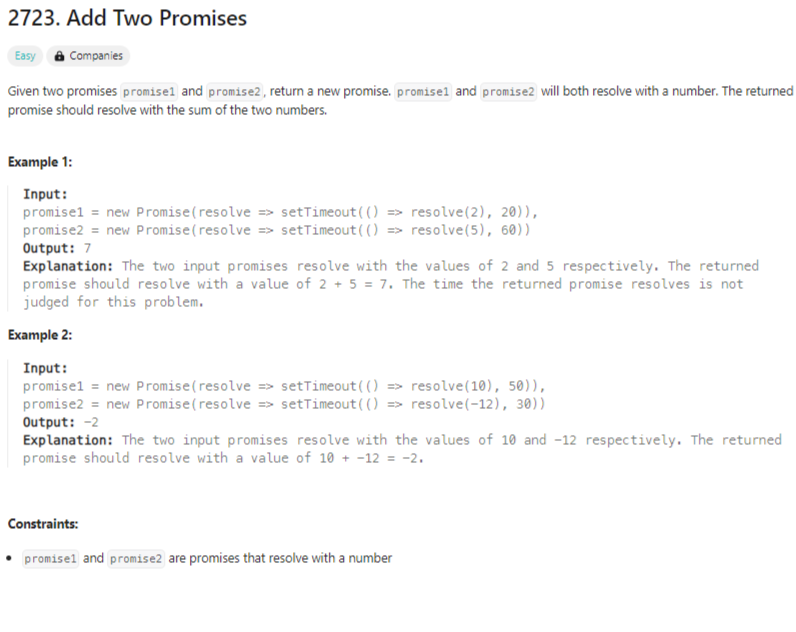 2723. Add Two Promises
Easy Companies
Given two promises promise1 and promise2, return a new promise. promise1 and promise2 will both resolve with a number. The returned
promise should resolve with the sum of the two numbers.
Example 1:
Input:
promise1 = new Promise(resolve => setTimeout(() => resolve(2), 20)),
promise2 = new Promise(resolve => setTimeout(() => resolve(5), 60))
Output: 7
Explanation: The two input promises resolve with the values of 2 and 5 respectively. The returned
promise should resolve with a value of 2 + 5 = 7. The time the returned promise resolves is not
judged for this problem.
Example 2:
Input:
promise1 = new Promise(resolve => setTimeout(() => resolve(10), 50)),
promise2 = new Promise(resolve => setTimeout(() => resolve(-12), 30))
Output: -2
Explanation: The two input promises resolve with the values of 10 and -12 respectively. The returned
promise should resolve with a value of 10 + -12 = -2.
Constraints:
• promise1 and promise2 are promises that resolve with a number